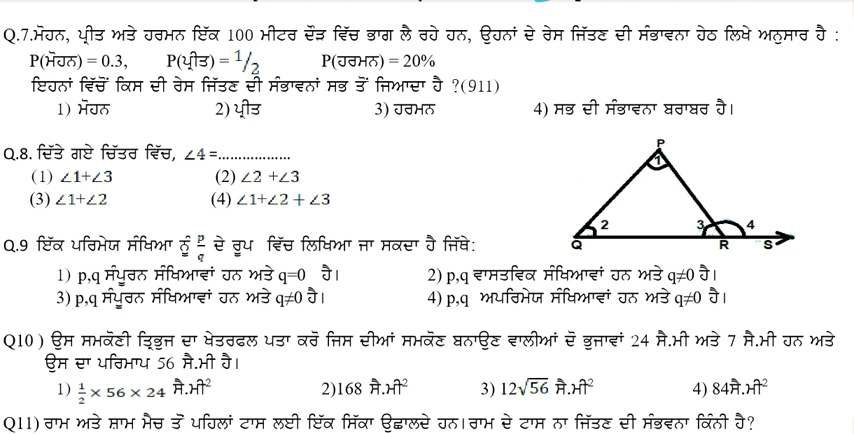 Q.7.ਮੋਹਨ, ਪ੍ਰੀਤ ਅਤੇ ਹਰਮਨ ਇੱਕ 100 ਮੀਟਰ ਦੌੜ ਵਿੱਚ ਭਾਗ ਲੈ ਰਹੇ ਹਨ, ਉਹਨਾਂ ਦੇ ਰੇਸ ਜਿੱਤਣ ਦੀ ਸੰਭਾਵਨਾ ਹੇਠ ਲਿਖੇ ਅਨੁਸਾਰ ਹੈ :
P(ਮੋਹਨ) = 0.3, P(ਪ੍ਰੀਤ) = 1/2 P(ਹਰਮਨ) = 20%
ਇਹਨਾਂ ਵਿੱਚੋਂ ਕਿਸ ਦੀ ਰੇਸ ਜਿੱਤਣ ਦੀ ਸੰਭਾਵਨਾਂ ਸਭ ਤੋਂ ਜਿਆਦਾ ਹੈ ?(911)
1) ਮੋਹਨ 2) ਪ੍ਰੀਤ 3) ਹਰਮਨ 4) ਸਭ ਦੀ ਸੰਭਾਵਨਾ ਬਰਾਬਰ ਹੈ।
Q.8. ਦਿੱਤੇ ਗਏ ਚਿੱਤਰ ਵਿੱਚ, ∠4 =..................
(1) ∠1+∠3 (2) ∠2 +∠3
(3) ∠1+∠2 (4) ∠1+∠2 + ∠3
P
1
2 3 4
Q R S
Q.9 ਇੱਕ ਪਰਿਮੇਯ ਸੰਖਿਆ ਨੂੰ p/q ਦੇ ਰੂਪ ਵਿੱਚ ਲਿਖਿਆ ਜਾ ਸਕਦਾ ਹੈ ਜਿੱਥੇ:
1) p,q ਸੰਪੂਰਨ ਸੰਖਿਆਵਾਂ ਹਨ ਅਤੇ q=0 ਹੈ। 2) p,q ਵਾਸਤਵਿਕ ਸੰਖਿਆਵਾਂ ਹਨ ਅਤੇ q≠0 ਹੈ।
3) p,q ਸੰਪੂਰਨ ਸੰਖਿਆਵਾਂ ਹਨ ਅਤੇ q≠0 ਹੈ। 4) p,q ਅਪਰਿਮੇਯ ਸੰਖਿਆਵਾਂ ਹਨ ਅਤੇ q≠0 ਹੈ।
Q10 ) ਉਸ ਸਮਕੋਣੀ ਤ੍ਰਿਭੁਜ ਦਾ ਖੇਤਰਫਲ ਪਤਾ ਕਰੋ ਜਿਸ ਦੀਆਂ ਸਮਕੋਣ ਬਨਾਉਣ ਵਾਲੀਆਂ ਦੋ ਭੁਜਾਵਾਂ 24 ਸੈ.ਮੀ ਅਤੇ 7 ਸੈ.ਮੀ ਹਨ ਅਤੇ
ਉਸ ਦਾ ਪਰਿਮਾਪ 56 ਸੈ.ਮੀ ਹੈ।
1) 1/2 × 56 × 24 ਸੈ.ਮੀ² 2)168 ਸੈ.ਮੀ² 3) 12√56 ਸੈ.ਮੀ² 4) 84ਸੈ.ਮੀ²
Q11) ਰਾਮ ਅਤੇ ਸ਼ਾਮ ਮੈਚ ਤੋਂ ਪਹਿਲਾਂ ਟਾਸ ਲਈ ਇੱਕ ਸਿੱਕਾ ਉਛਾਲਦੇ ਹਨ।ਰਾਮ ਦੇ ਟਾਸ ਨਾ ਜਿੱਤਣ ਦੀ ਸੰਭਵਨਾ ਕਿੰਨੀ ਹੈ?